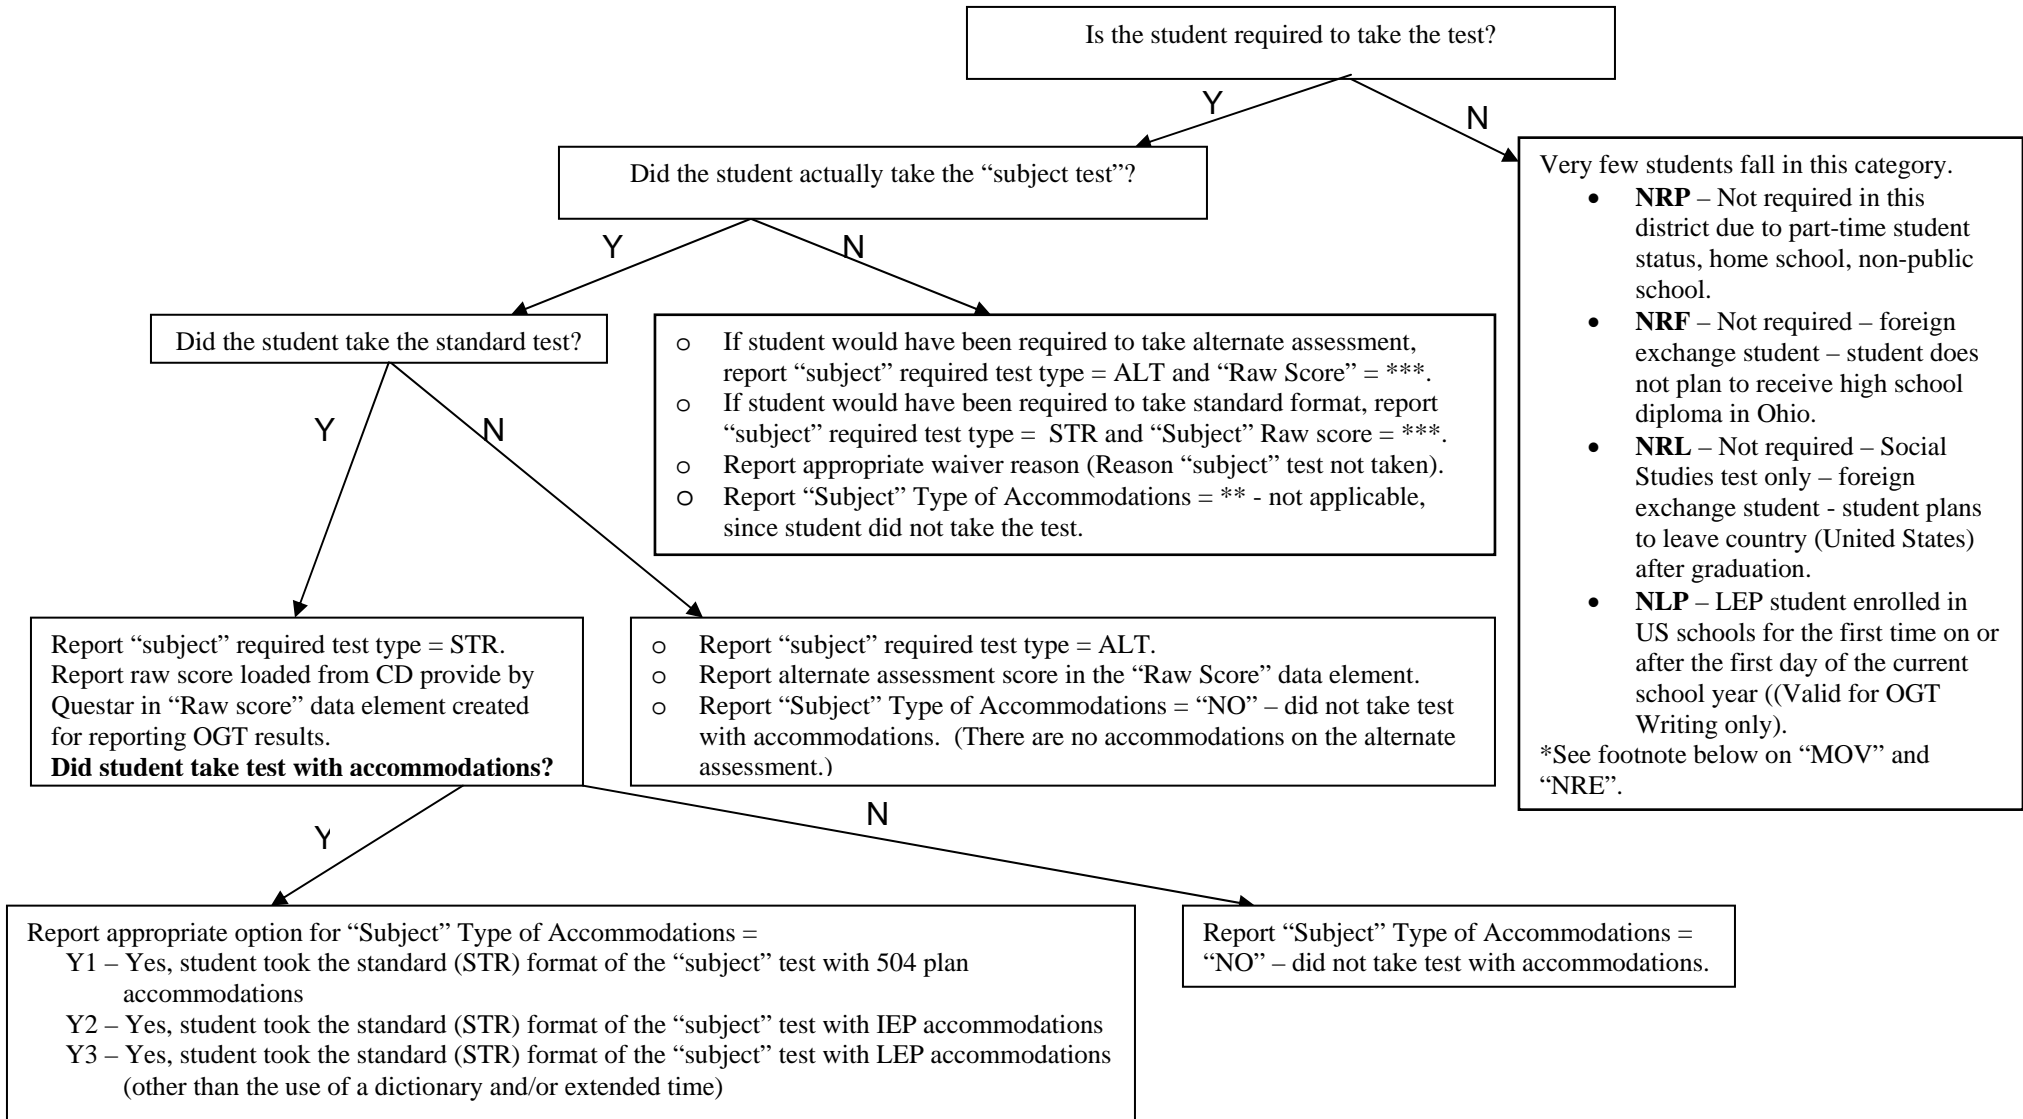 Is the student required to take the test?
Y
N
Did the student actually take the “subject test”?
Y
N
Very few students fall in this category.
• NRP – Not required in this
district due to part-time student
status, home school, non-public
school.
• NRF – Not required – foreign
exchange student – student does
not plan to receive high school
diploma in Ohio.
• NRL – Not required – Social
Studies test only – foreign
exchange student - student plans
to leave country (United States)
after graduation.
• NLP – LEP student enrolled in
US schools for the first time on or
after the first day of the current
school year ((Valid for OGT
Writing only).
*See footnote below on “MOV” and
“NRE”.
Did the student take the standard test?
Y
N
o If student would have been required to take alternate assessment,
report “subject” required test type = ALT and “Raw Score” = ***.
o If student would have been required to take standard format, report
“subject” required test type = STR and “Subject” Raw score = ***.
o Report appropriate waiver reason (Reason “subject” test not taken).
o Report “Subject” Type of Accommodations = ** - not applicable,
since student did not take the test.
Report “subject” required test type = STR.
Report raw score loaded from CD provide by
Questar in “Raw score” data element created
for reporting OGT results.
Did student take test with accommodations?
o Report “subject” required test type = ALT.
o Report alternate assessment score in the “Raw Score” data element.
o Report “Subject” Type of Accommodations = “NO” – did not take test
with accommodations. (There are no accommodations on the alternate
assessment.)
Y
N
Report appropriate option for “Subject” Type of Accommodations =
Y1 – Yes, student took the standard (STR) format of the “subject” test with 504 plan
accommodations
Y2 – Yes, student took the standard (STR) format of the “subject” test with IEP accommodations
Y3 – Yes, student took the standard (STR) format of the “subject” test with LEP accommodations
(other than the use of a dictionary and/or extended time)
Report “Subject” Type of Accommodations =
“NO” – did not take test with accommodations.